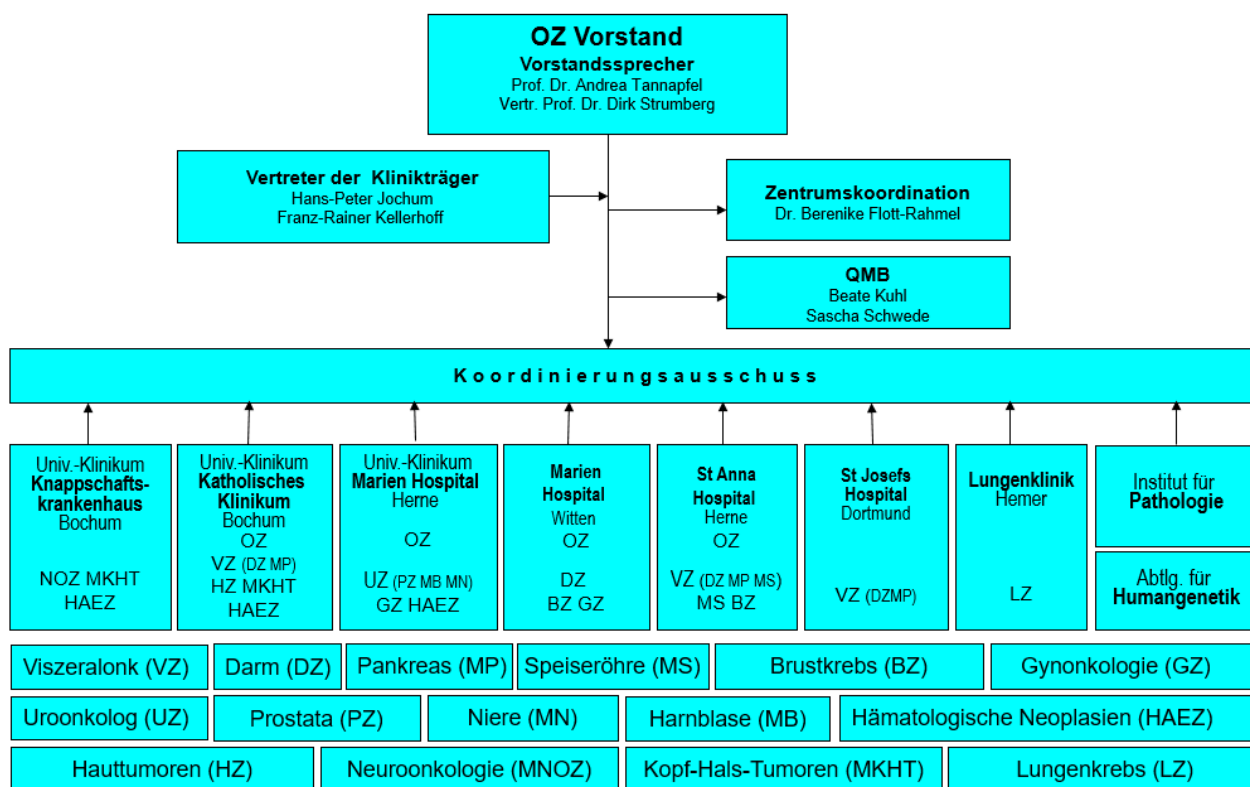 OZ Vorstand
Vorstandssprecher
Prof. Dr. Andrea Tannapfel
Vertr. Prof. Dr. Dirk Strumberg
Vertreter der Klinikträger
Hans-Peter Jochum
Franz-Rainer Kellerhoff
Zentrumskoordination
Dr. Berenike Flott-Rahmel
QMB
Beate Kuhl
Sascha Schwede
Koordinierungsausschuss
Univ.-Klinikum
Knappschafts-
krankenhaus
Bochum
NOZ MKHT
HAEZ
Univ.-Klinikum
Katholisches
Klinikum
Bochum
OZ
VZ (DZ MP)
HZ MKHT
HAEZ
Univ.-Klinikum
Marien Hospital
Herne
OZ
UZ (PZ MB MN)
GZ HAEZ
Marien
Hospital
Witten
OZ
DZ
BZ GZ
St Anna
Hospital
Herne
OZ
VZ (DZ MP MS)
MS BZ
St Josefs
Hospital
Dortmund
VZ (DZMP)
Lungenklinik
Hemer
LZ
Institut für
Pathologie
Abtlg. für
Humangenetik
Viszeralonk (VZ)
Darm (DZ)
Pankreas (MP)
Speiseröhre (MS)
Brustkrebs (BZ)
Gynonkologie (GZ)
Uroonkolog (UZ)
Prostata (PZ)
Niere (MN)
Harnblase (MB)
Hämatologische Neoplasien (HAEZ)
Hauttumoren (HZ)
Neuroonkologie (MNOZ)
Kopf-Hals-Tumoren (MKHT)
Lungenkrebs (LZ)